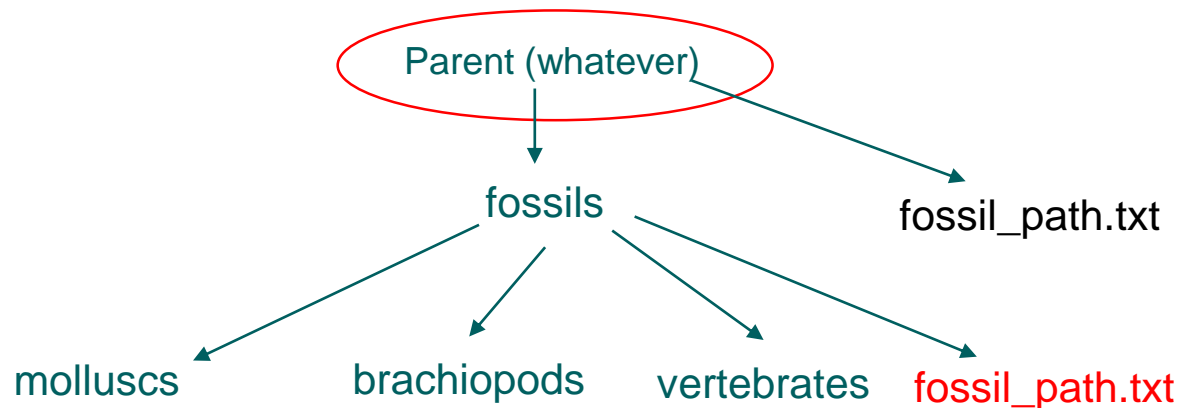 Parent (whatever)
fossils
fossil_path.txt
molluscs
brachiopods
vertebrates
fossil_path.txt